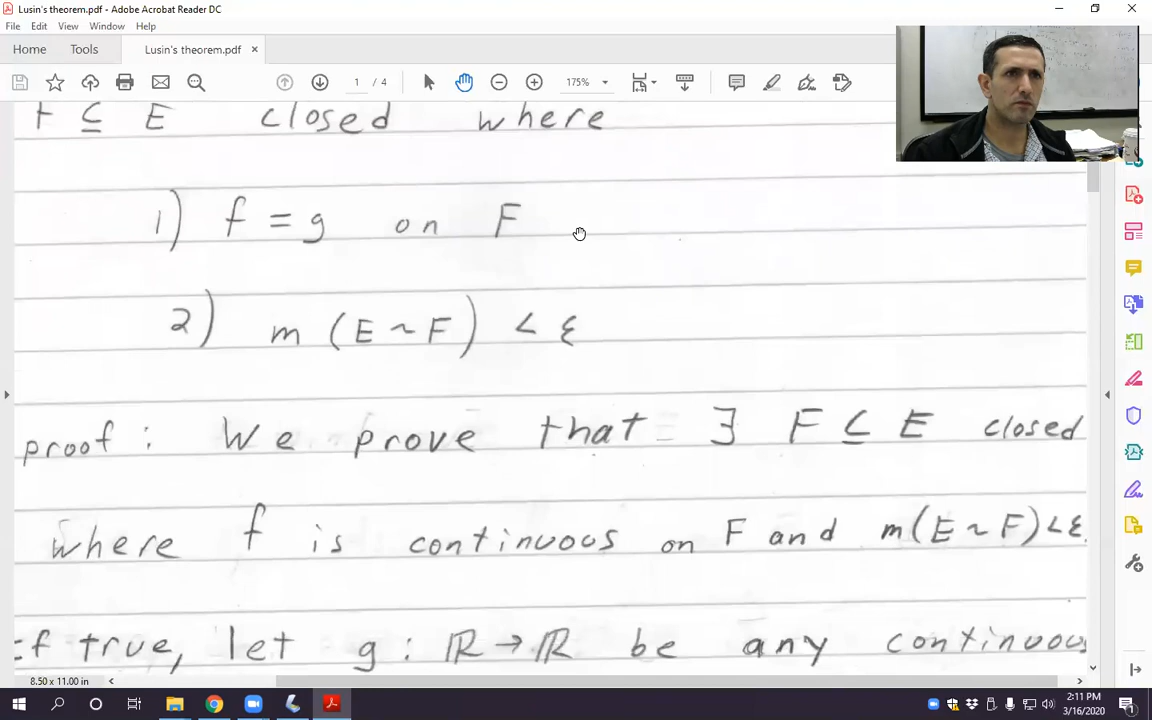 Lusin's theorem.pdf - Adobe Acrobat Reader DC
File Edit View Window Help
Home Tools Lusin's theorem.pdf ×
1 / 4 175%
F ⊆ E closed where
1) f = g on F
2) m (E ~ F) < ε
proof : We prove that ∃ F ⊆ E closed
where f is continuous on F and m(E ~ F) < ε.
If true, let g : ℝ → ℝ be any continuous
8.50 x 11.00 in
2:11 PM
3/16/2020